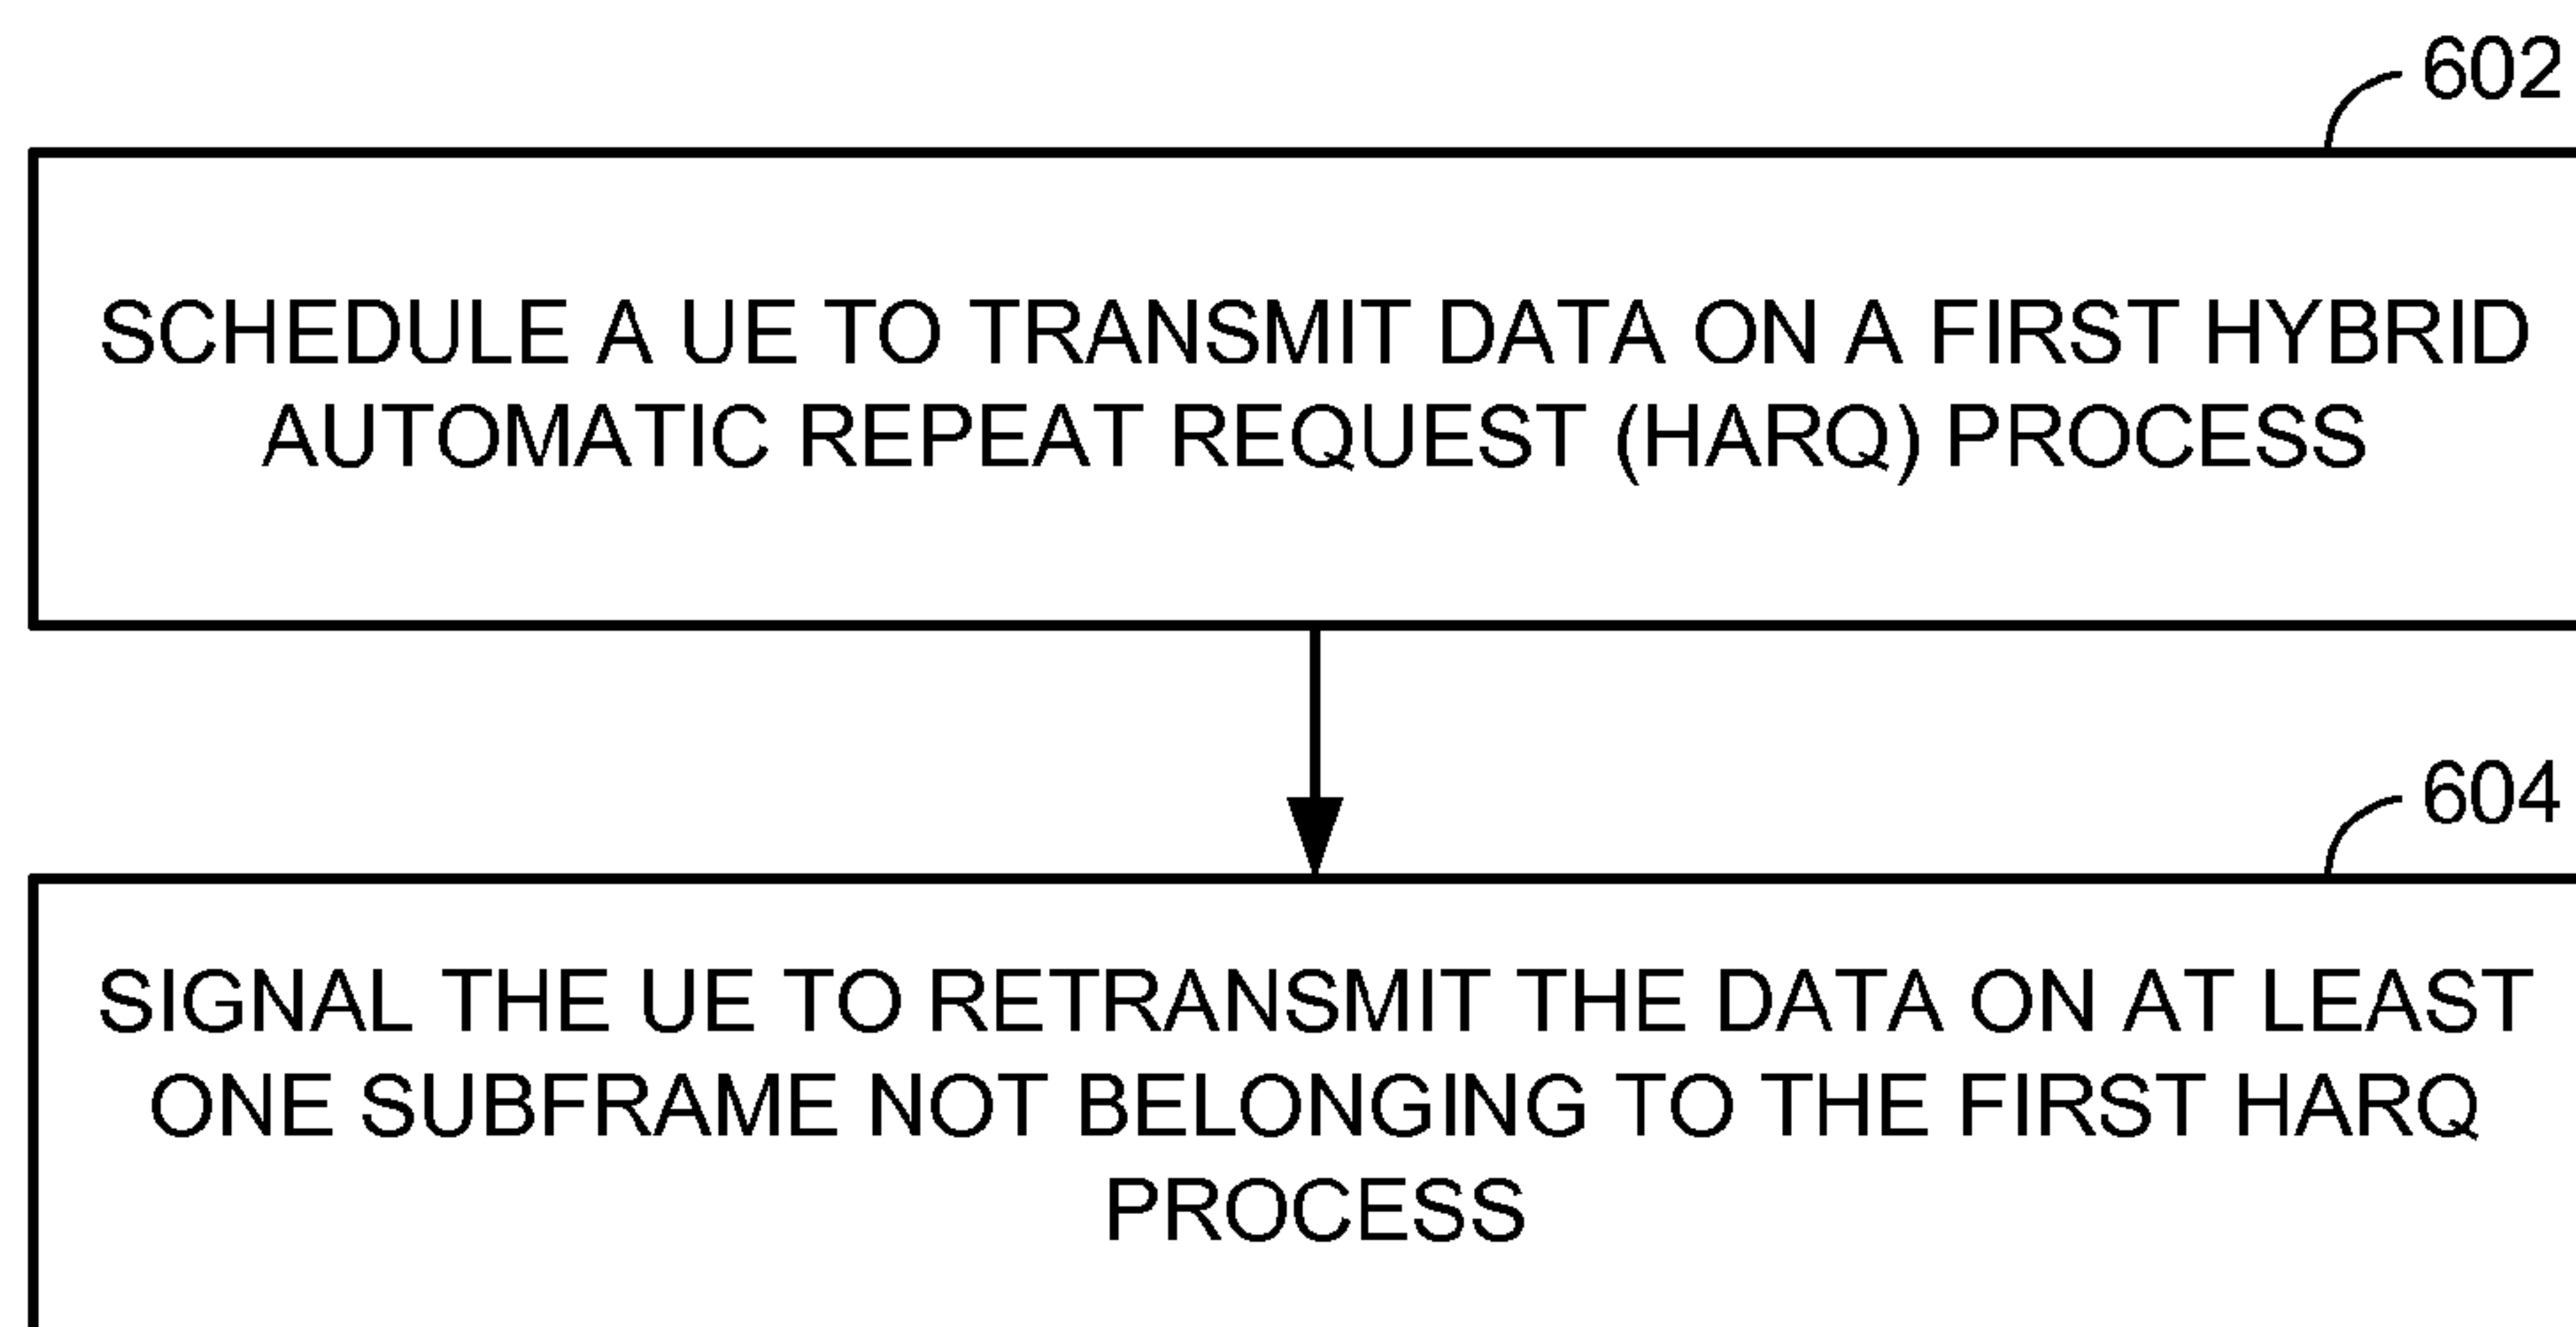 602
SCHEDULE A UE TO TRANSMIT DATA ON A FIRST HYBRID
AUTOMATIC REPEAT REQUEST (HARQ) PROCESS
604
SIGNAL THE UE TO RETRANSMIT THE DATA ON AT LEAST
ONE SUBFRAME NOT BELONGING TO THE FIRST HARQ
PROCESS